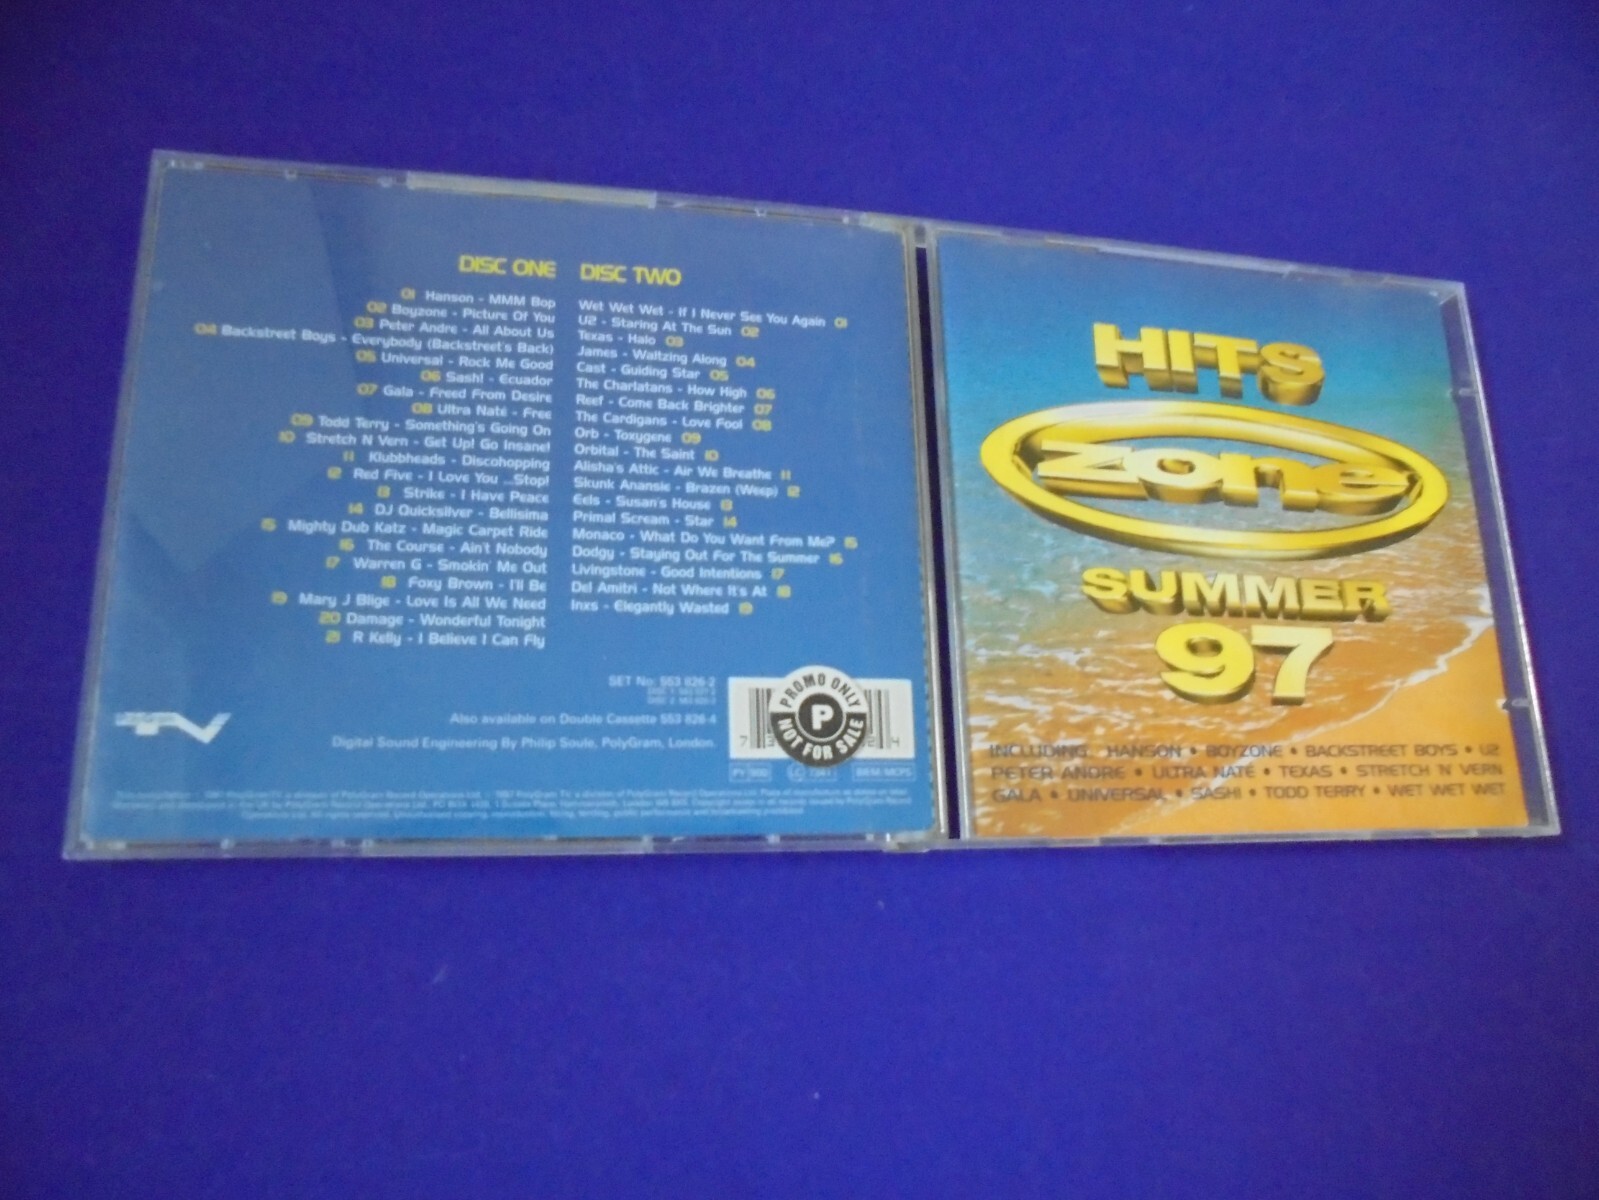 DISC ONE
01 Hanson - MMM Bop
02 Boyzone - Picture Of You
03 Peter Andre - All About Us
04 Backstreet Boys - Everybody (Backstreet's Back)
05 Universal - Rock Me Good
06 Sash! - Ecuador
07 Gala - Freed From Desire
08 Ultra Naté - Free
09 Todd Terry - Something's Going On
10 Stretch N Vern - Get Up! Go Insane!
11 Klubbheads - Discohopping
12 Red Five - I Love You ...Stop!
13 Strike - I Have Peace
14 DJ Quicksilver - Bellisima
15 Mighty Dub Katz - Magic Carpet Ride
16 The Course - Ain't Nobody
17 Warren G - Smokin' Me Out
18 Foxy Brown - I'll Be
19 Mary J Blige - Love Is All We Need
20 Damage - Wonderful Tonight
21 R Kelly - I Believe I Can Fly
DISC TWO
Wet Wet Wet - If I Never See You Again 01
U2 - Staring At The Sun 02
Texas - Halo 03
James - Waltzing Along 04
Cast - Guiding Star 05
The Charlatans - How High 06
Reef - Come Back Brighter 07
The Cardigans - Love Fool 08
Orb - Toxygene 09
Orbital - The Saint 10
Alisha's Attic - Air We Breathe 11
Skunk Anansie - Brazen (Weep) 12
Eels - Susan's House 13
Primal Scream - Star 14
Monaco - What Do You Want From Me? 15
Dodgy - Staying Out For The Summer 16
Livingstone - Good Intentions 17
Del Amitri - Not Where It's At 18
Inxs - Elegantly Wasted 19
SET No: 553 826-2
Also available on Double Cassette 553 826-4
Digital Sound Engineering By Philip Soule, PolyGram, London.
TV
PROMO ONLY
P
NOT FOR SALE
7
PY 900
LC 7341
BIEM/MCPS
HITS
zone
SUMMER
97
INCLUDING HANSON • BOYZONE • BACKSTREET BOYS • U2
PETER ANDRE • ULTRA NATÉ • TEXAS • STRETCH N' VERN
GALA • UNIVERSAL • SASH! • TODD TERRY • WET WET WET